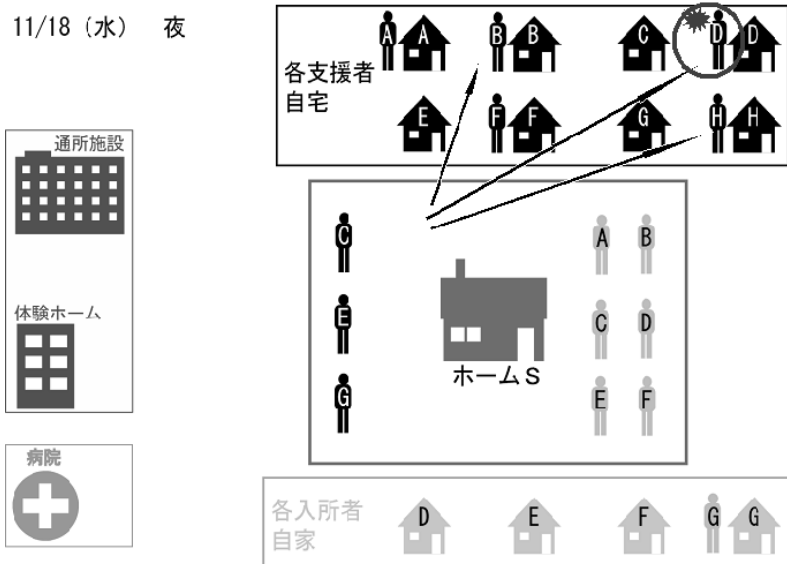 11/18（水）　夜
各支援者
自宅
A A B B C D D
E F F G H H
通所施設
体験ホーム
病院
C
E
G
A B
C D
E F
ホームS
各入所者
自家
D E F G G